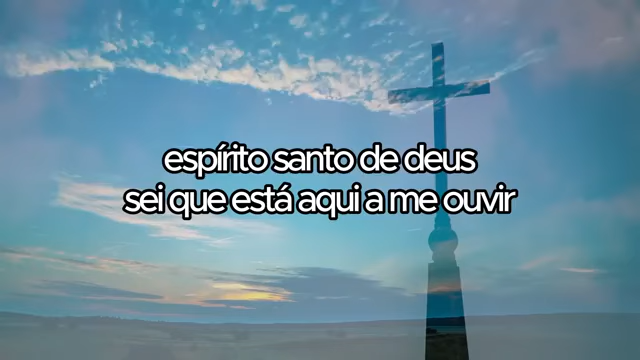 espírito santo de deus
sei que está aqui a me ouvir